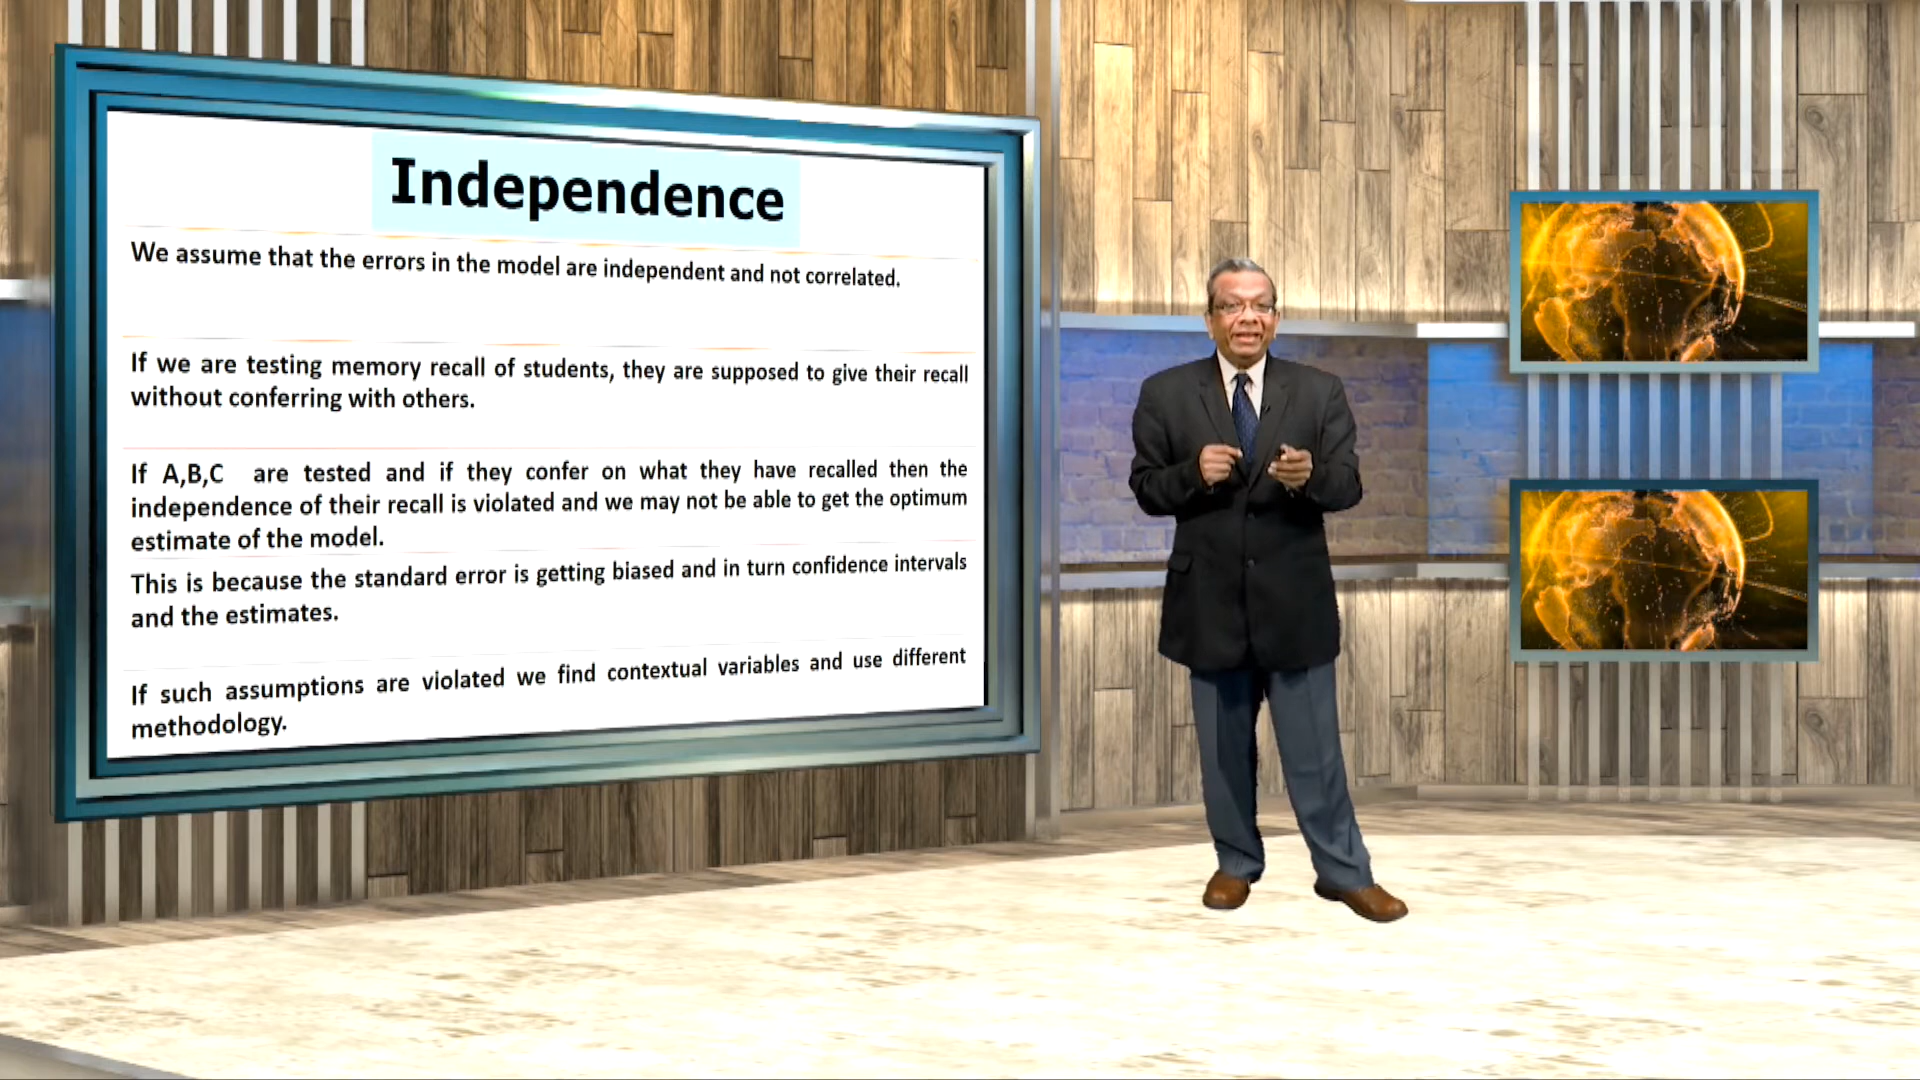 Independence
We assume that the errors in the model are independent and not correlated.
If we are testing memory recall of students, they are supposed to give their recall
without conferring with others.
If A,B,C are tested and if they confer on what they have recalled then the
independence of their recall is violated and we may not be able to get the optimum
estimate of the model.
This is because the standard error is getting biased and in turn confidence intervals
and the estimates.
If such assumptions are violated we find contextual variables and use different
methodology.